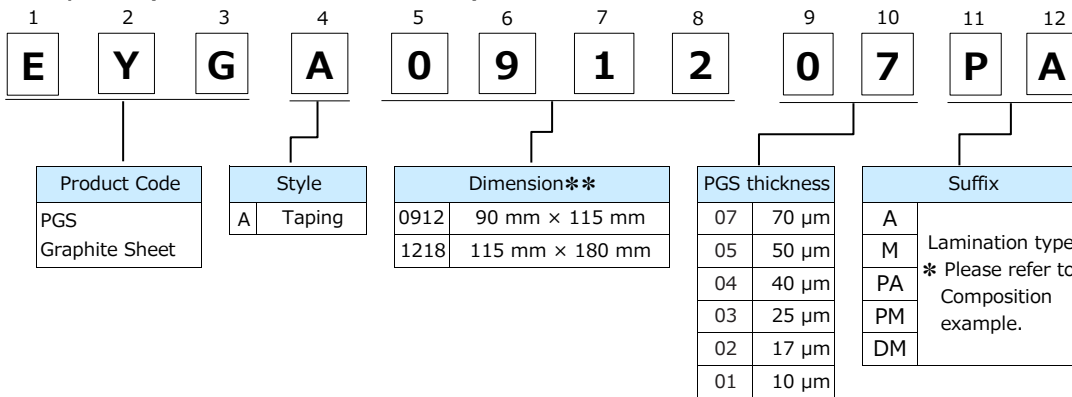 1 2 3 4 5 6 7 8 9 10 11 12
E Y G A 0 9 1 2 0 7 P A
Product Code
PGS
Graphite Sheet
Style
A Taping
Dimension**
0912 90 mm × 115 mm
1218 115 mm × 180 mm
PGS thickness
07 70 μm
05 50 μm
04 40 μm
03 25 μm
02 17 μm
01 10 μm
Suffix
A
M
PA
PM
DM
Lamination type
* Please refer to
Composition
example.